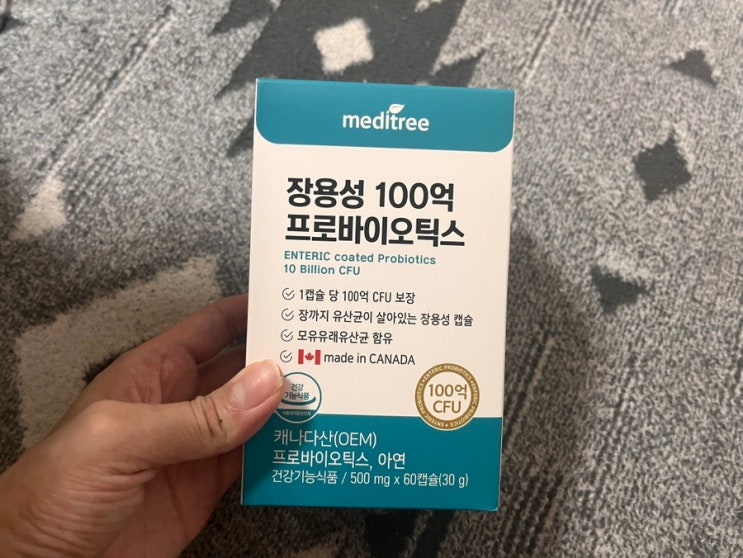 meditree
장용성 100억
프로바이오틱스
ENTERIC coated Probiotics
10 Billion CFU
1캡슐 당 100억 CFU 보장
장까지 유산균이 살아있는 장용성 캡슐
모유유래유산균 함유
made in CANADA
건강
기능식품
100억
CFU
캐나다산(OEM)
프로바이오틱스, 아연
건강기능식품 / 500 mg x 60캡슐(30 g)